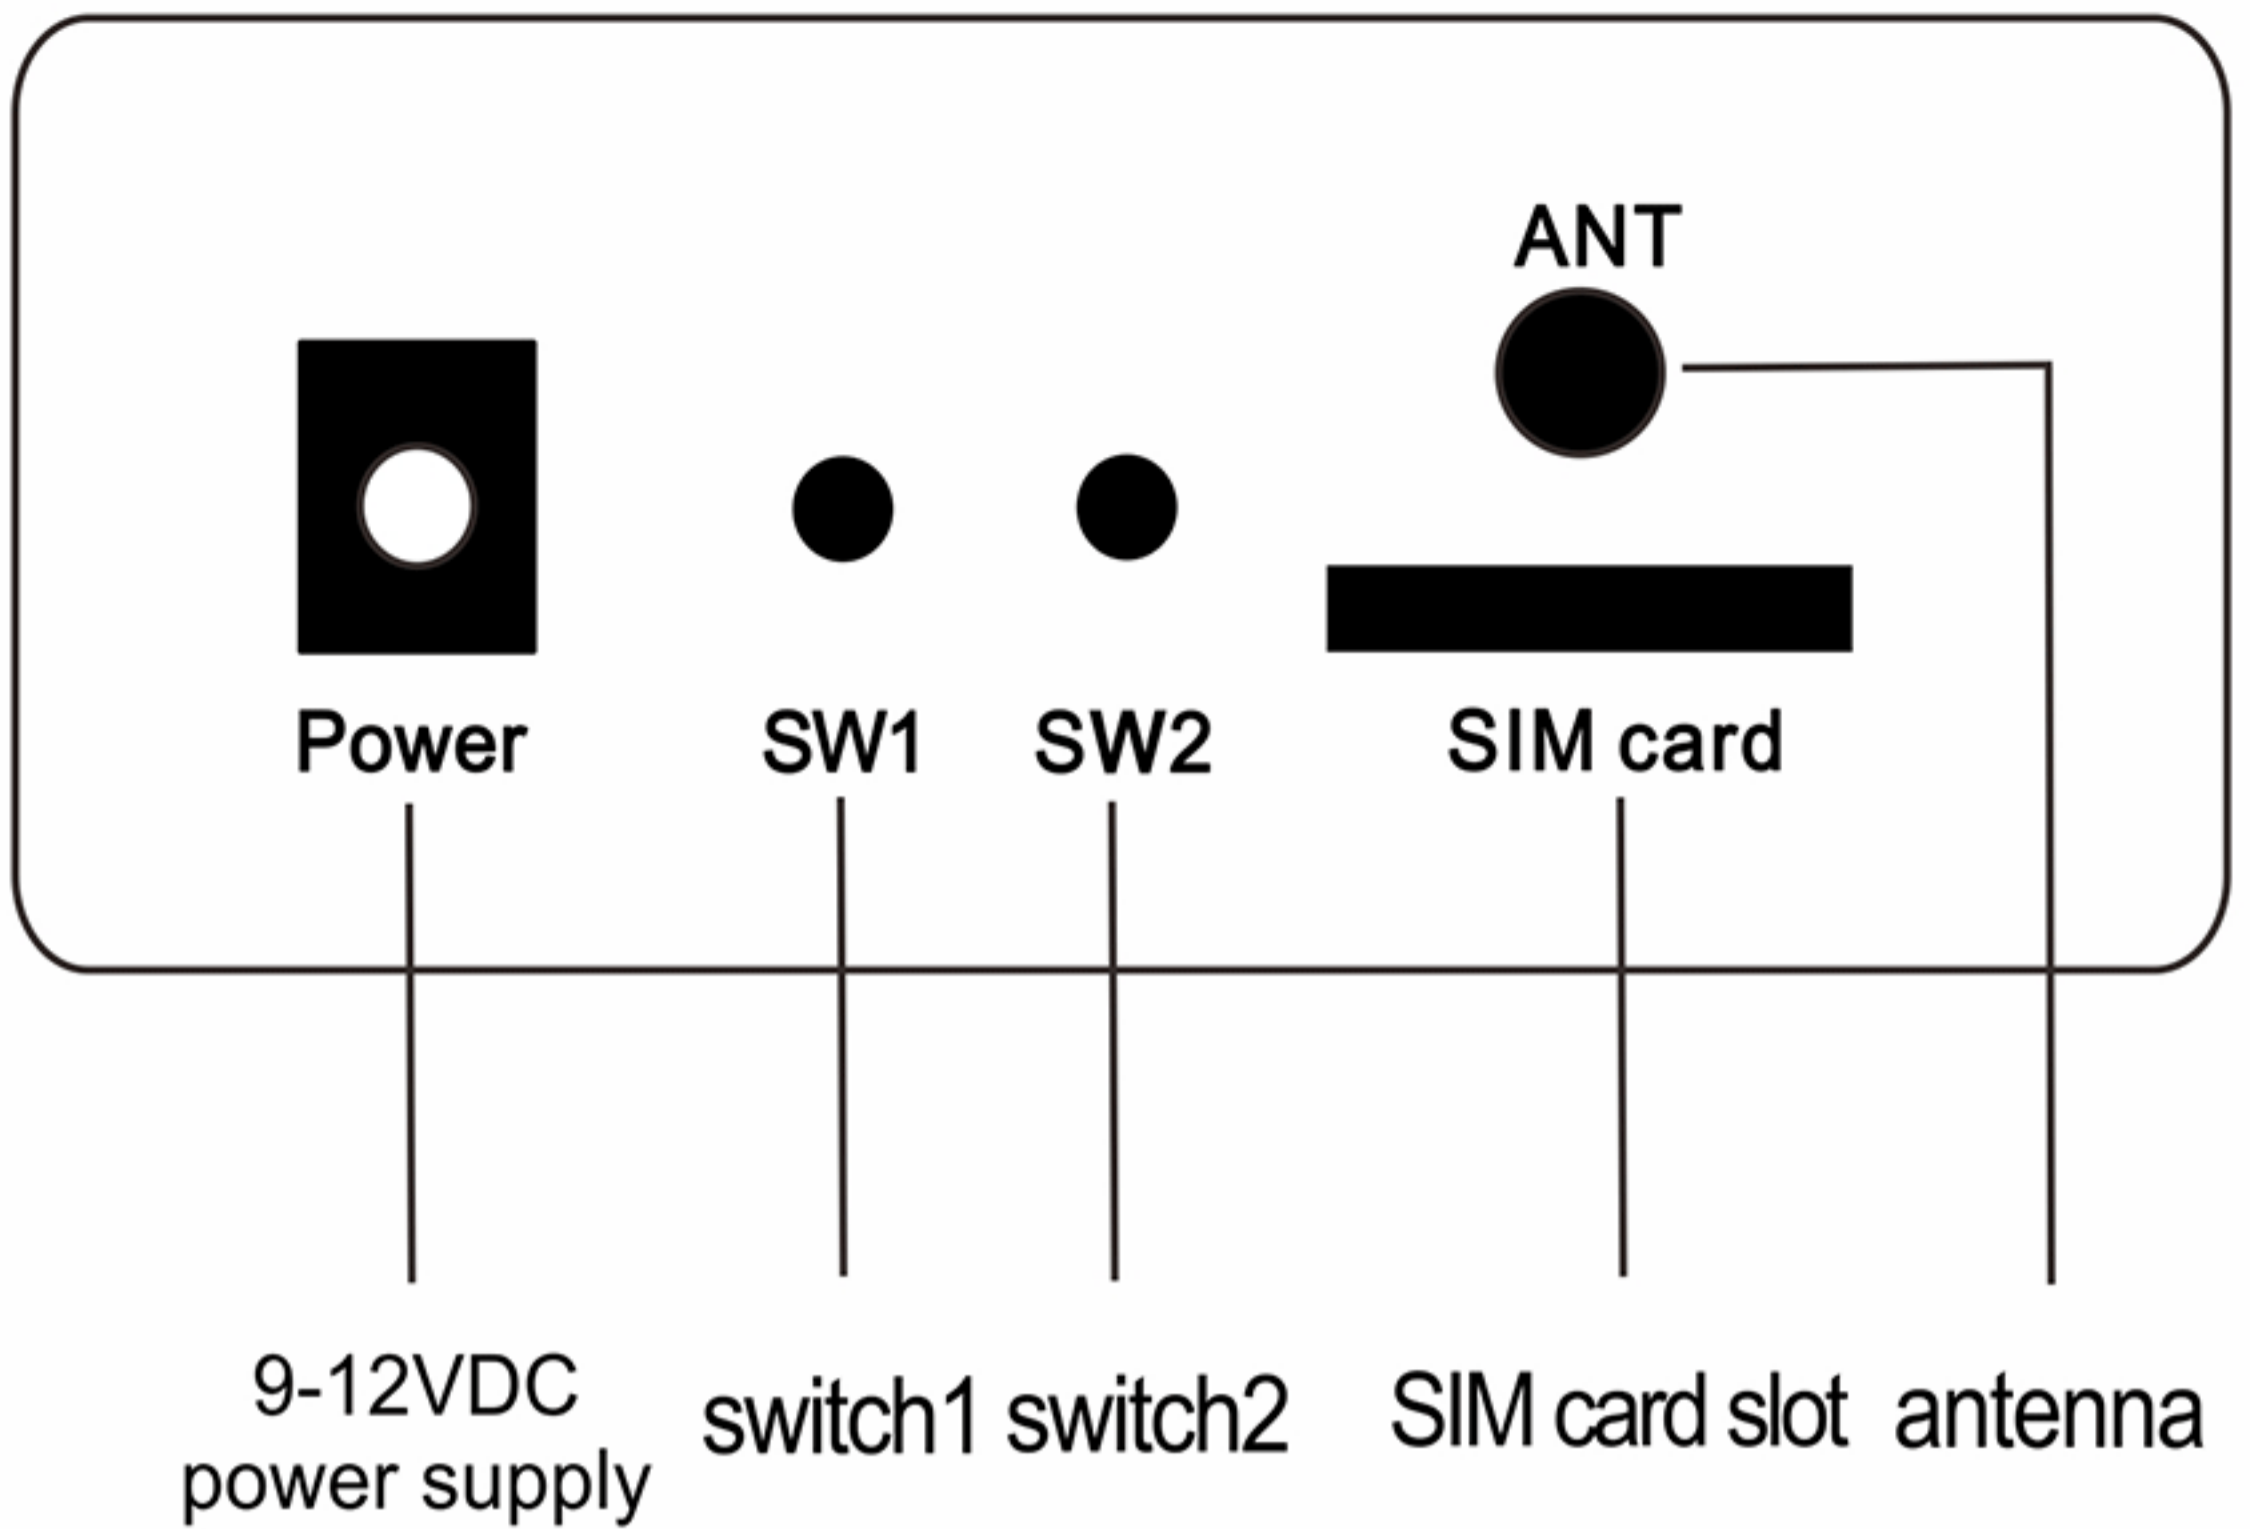 ANT
Power
SW1
SW2
SIM card
9-12VDC
power supply
switch1
switch2
SIM card slot
antenna